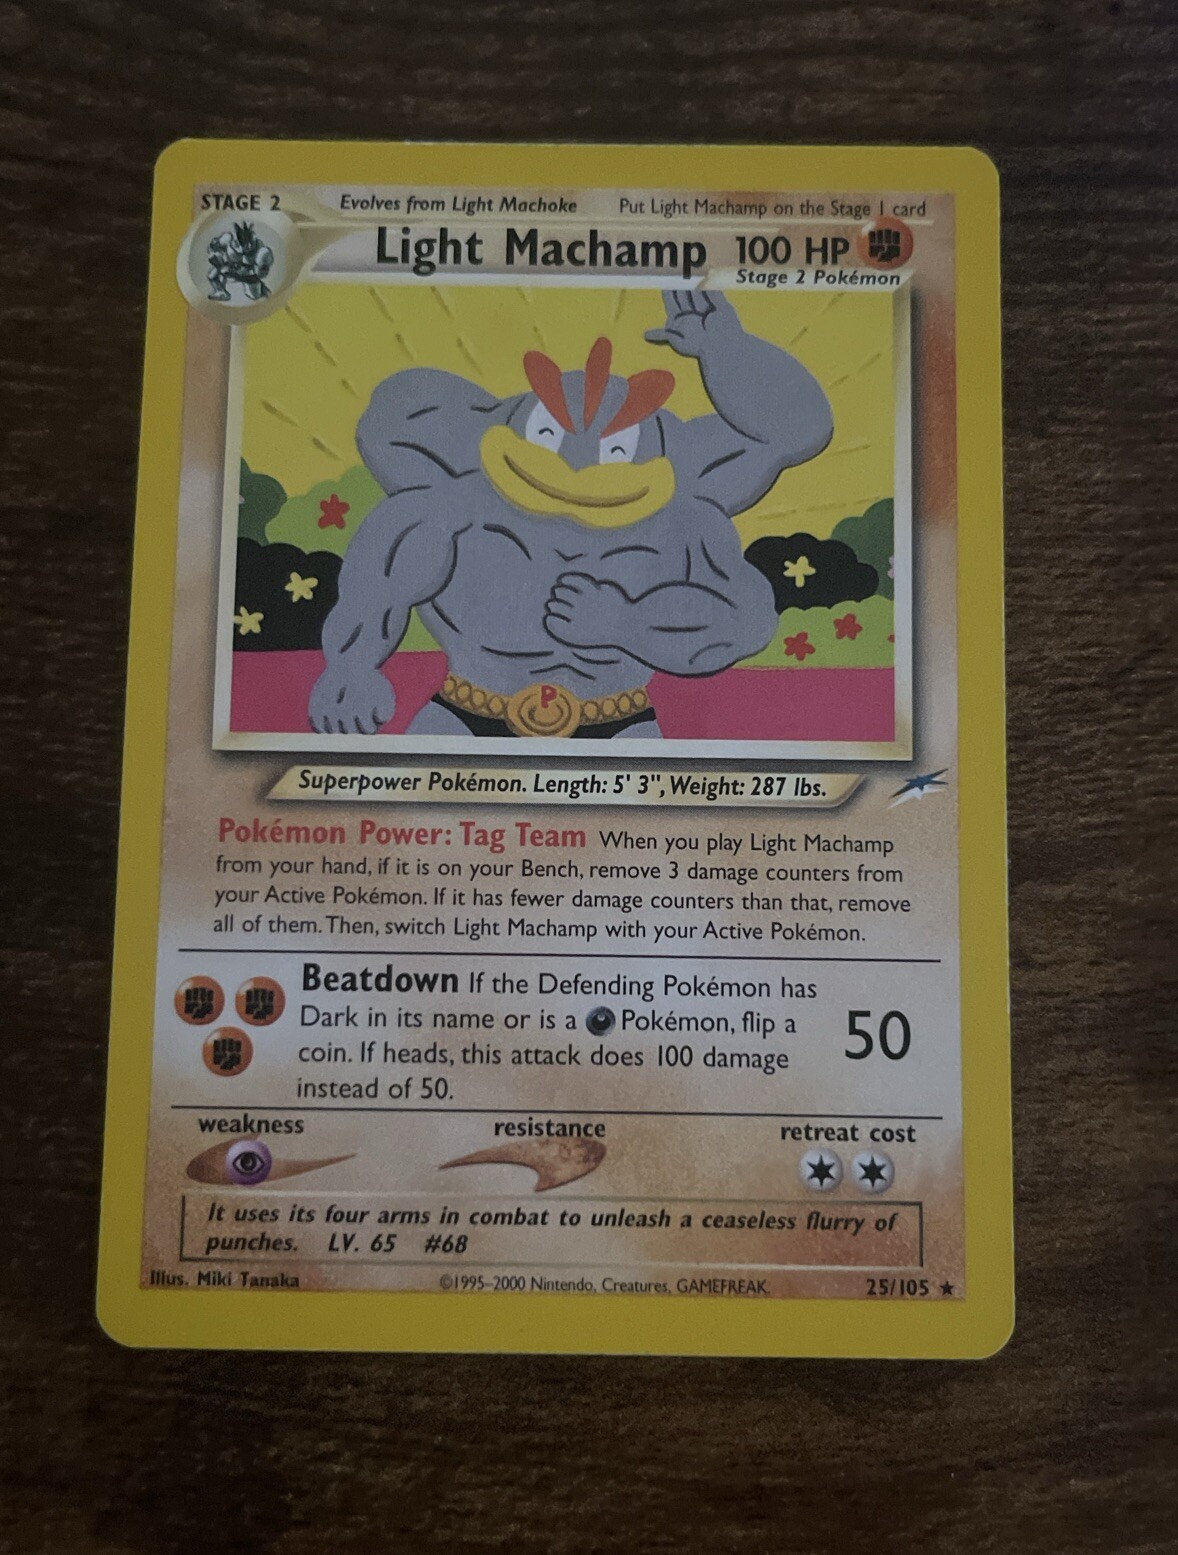 STAGE 2 Evolves from Light Machoke Put Light Machamp on the Stage 1 card
Light Machamp 100 HP
Stage 2 Pokémon
P
Superpower Pokémon. Length: 5' 3", Weight: 287 lbs.
Pokémon Power: Tag Team When you play Light Machamp
from your hand, if it is on your Bench, remove 3 damage counters from
your Active Pokémon. If it has fewer damage counters than that, remove
all of them. Then, switch Light Machamp with your Active Pokémon.
Beatdown If the Defending Pokémon has
Dark in its name or is a Pokémon, flip a
coin. If heads, this attack does 100 damage
instead of 50.
50
weakness resistance retreat cost
It uses its four arms in combat to unleash a ceaseless flurry of
punches. LV. 65 #68
Illus. Miki Tanaka ©1995-2000 Nintendo, Creatures, GAMEFREAK. 25/105 ★